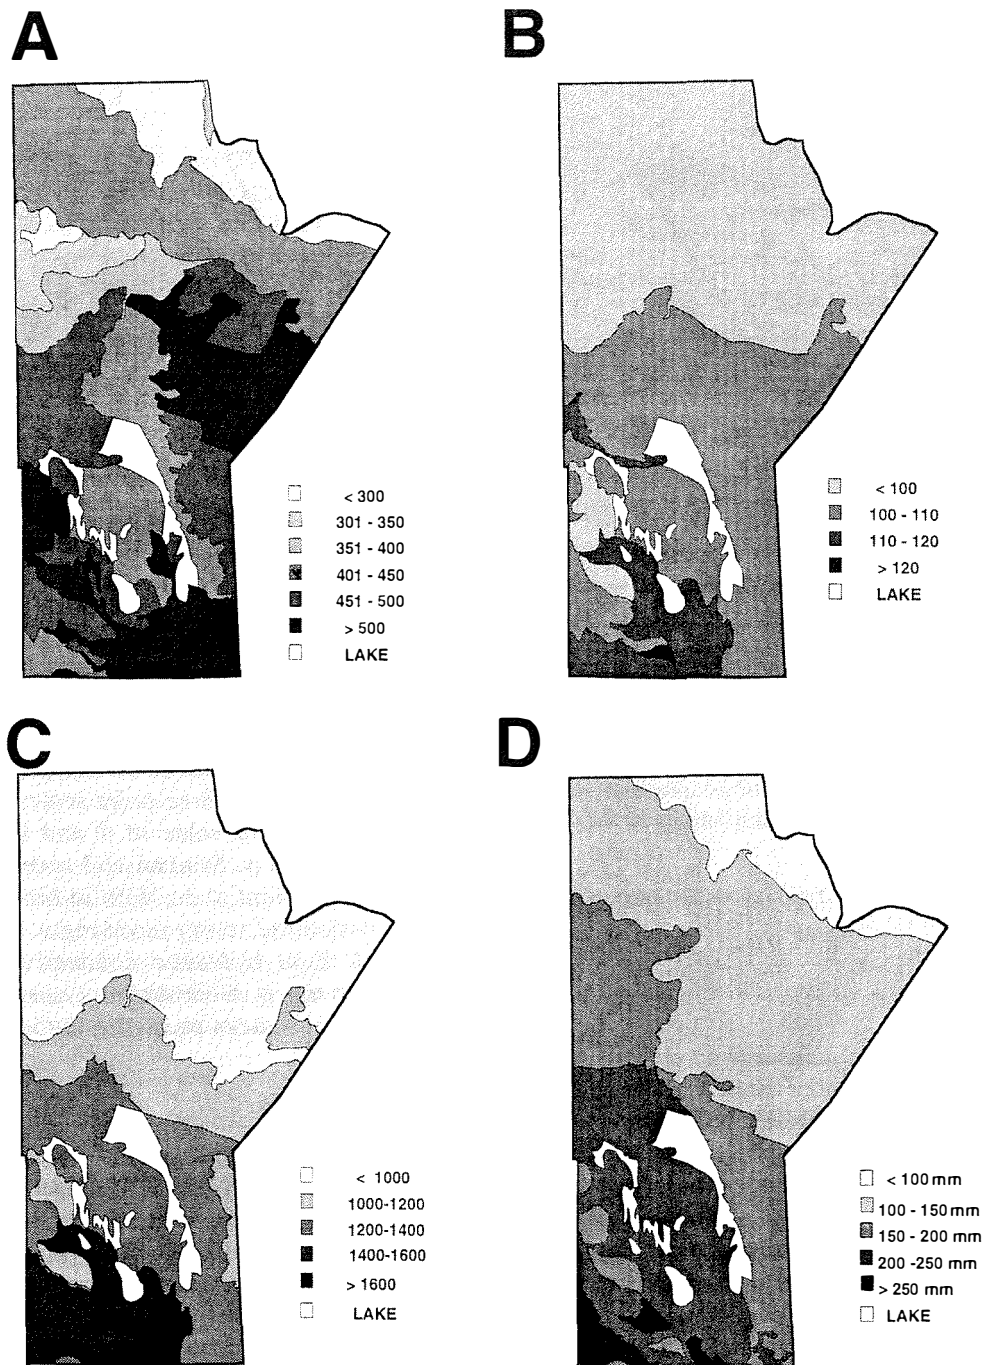 A
B
< 300
301 - 350
351 - 400
401 - 450
451 - 500
> 500
LAKE
< 100
100 - 110
110 - 120
> 120
LAKE
C
D
< 1000
1000-1200
1200-1400
1400-1600
> 1600
LAKE
< 100 mm
100 - 150 mm
150 - 200 mm
200 -250 mm
> 250 mm
LAKE